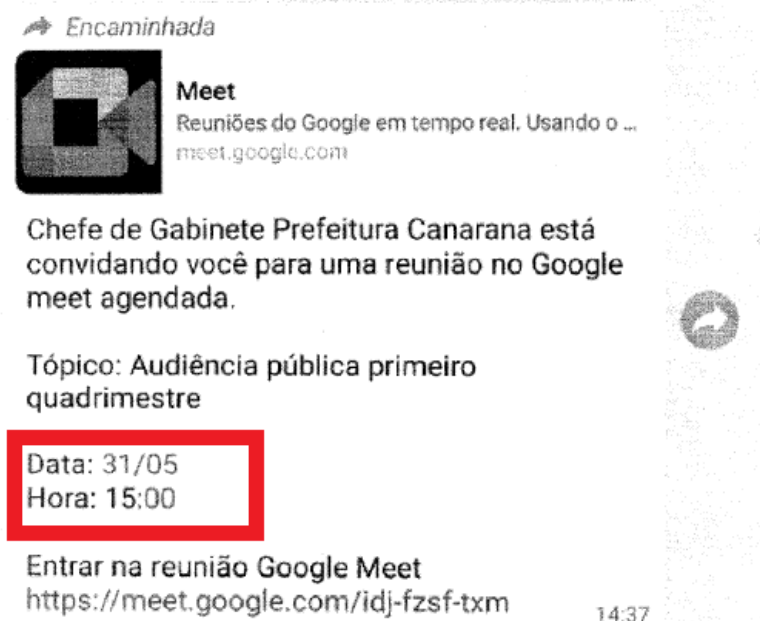 Encaminhada
Meet
Reuniões do Google em tempo real. Usando o ...
meet.google.com
Chefe de Gabinete Prefeitura Canarana está
convidando você para uma reunião no Google
meet agendada.
Tópico: Audiência pública primeiro
quadrimestre
Data: 31/05
Hora: 15:00
Entrar na reunião Google Meet
https://meet.google.com/idj-fzsf-txm
14:37